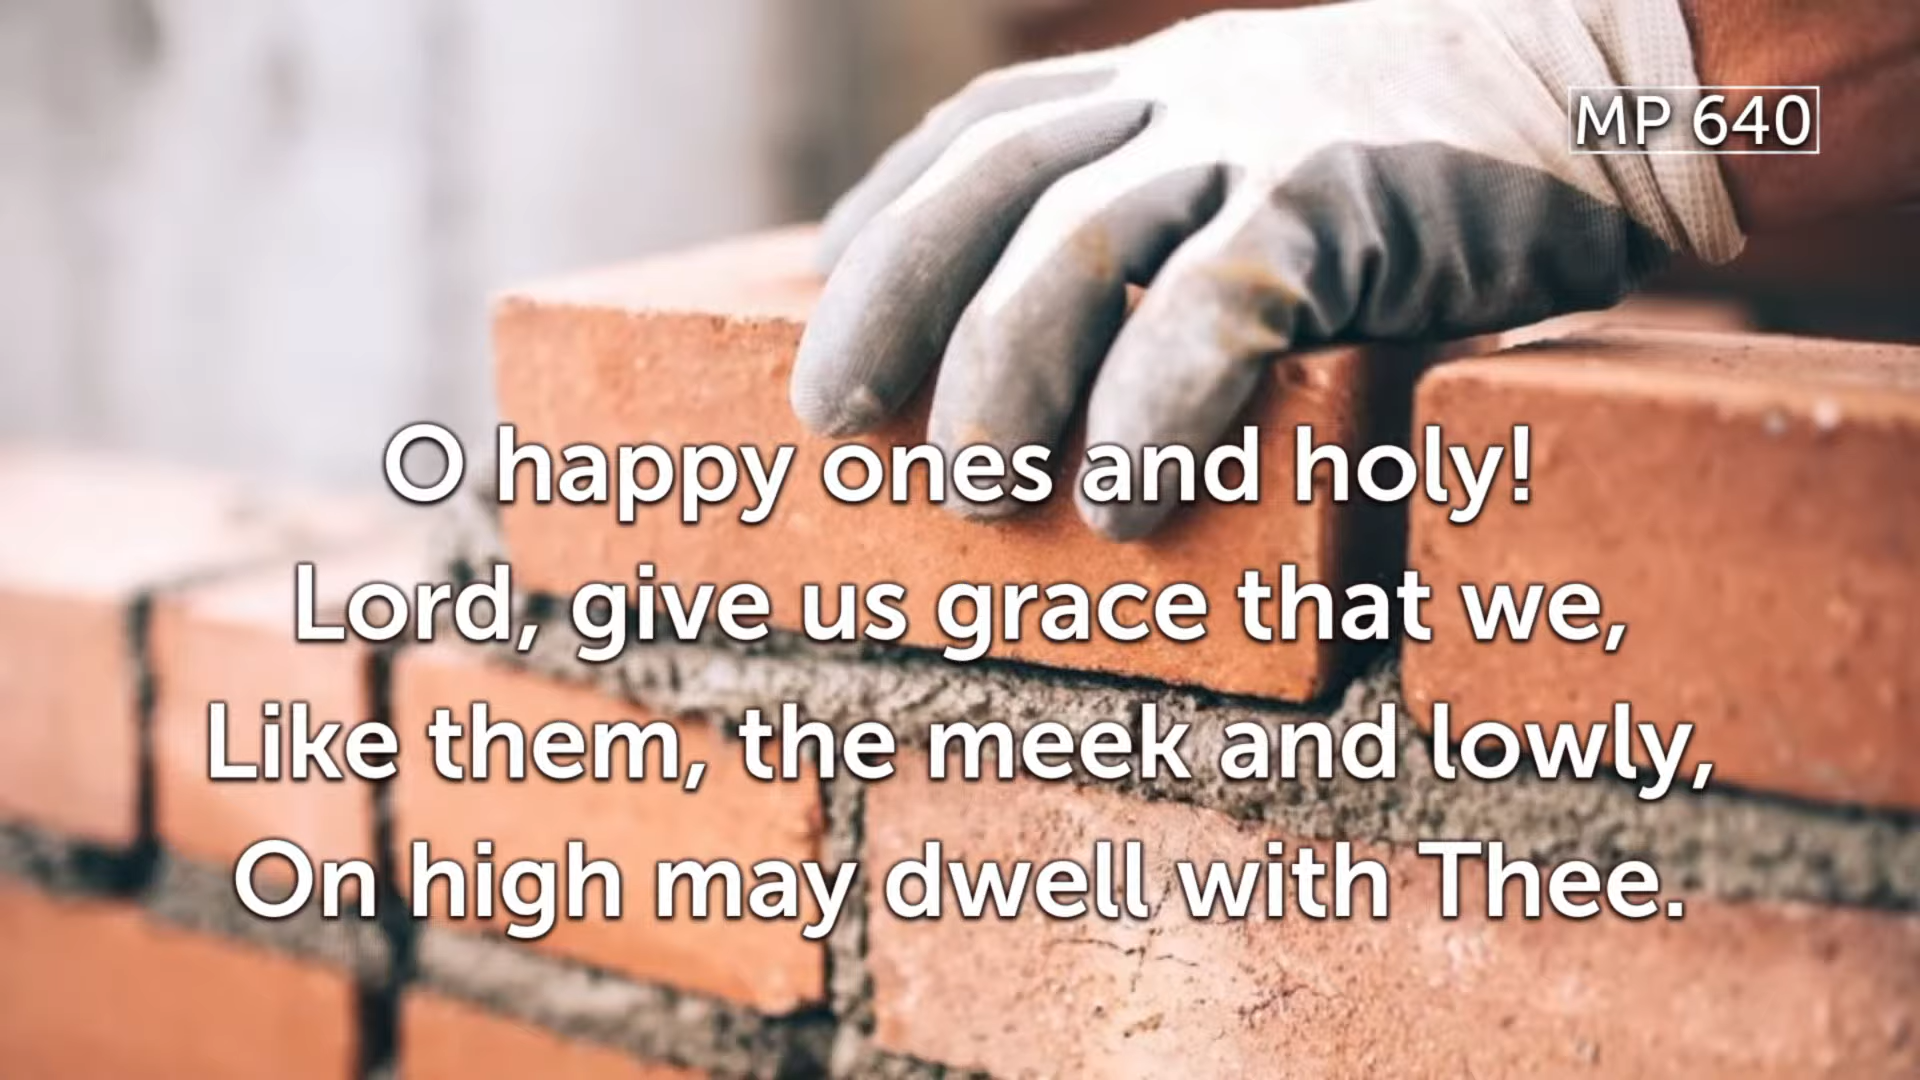 MP 640
O happy ones and holy!
Lord, give us grace that we,
Like them, the meek and lowly,
On high may dwell with Thee.